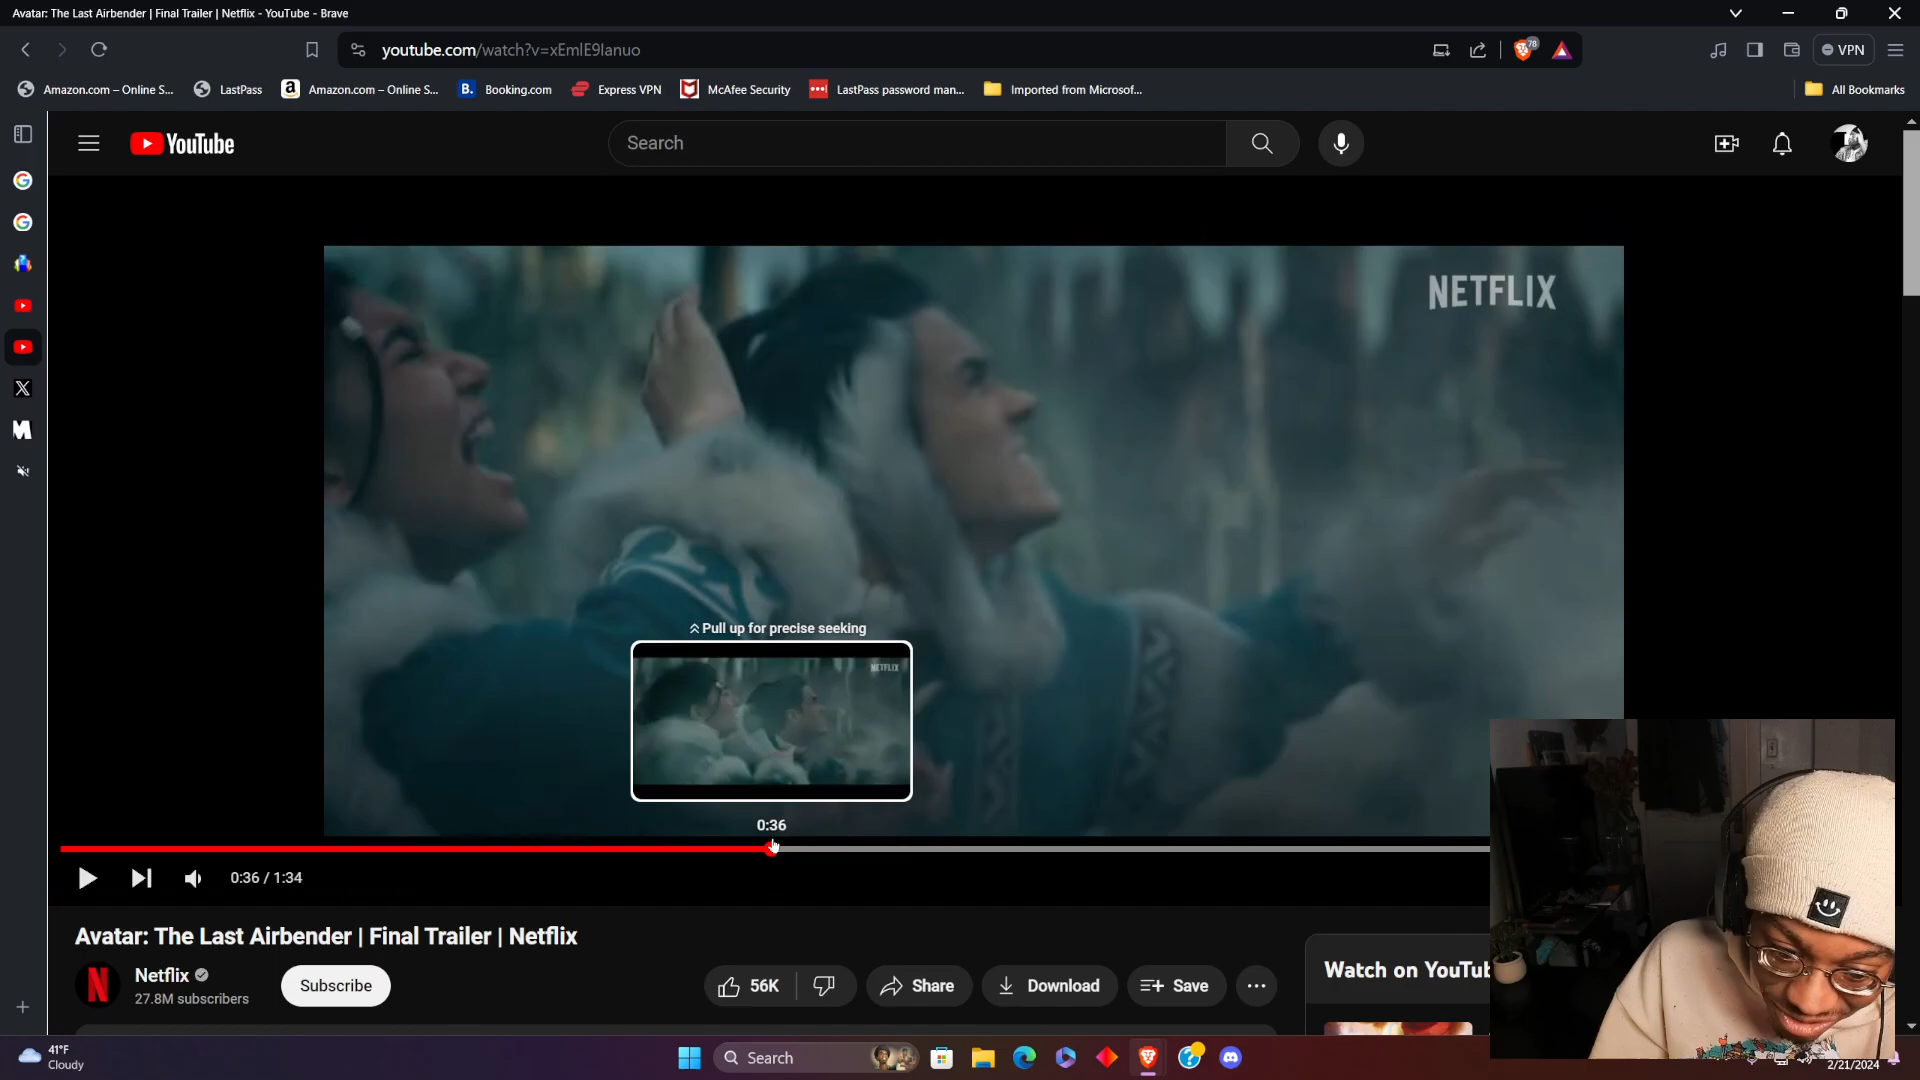 Avatar: The Last Airbender | Final Trailer | Netflix - YouTube - Brave
youtube.com/watch?v=xEmlE9lanuo
78
VPN
Amazon.com – Online S...
LastPass
Amazon.com – Online S...
Booking.com
Express VPN
McAfee Security
LastPass password man...
Imported from Microsof...
All Bookmarks
YouTube
Search
NETFLIX
Pull up for precise seeking
NETFLIX
0:36
0:36 / 1:34
Avatar: The Last Airbender | Final Trailer | Netflix
Netflix
27.8M subscribers
Subscribe
56K
Share
Download
Save
Watch on YouTub
41°F
Cloudy
Search
2/21/2024